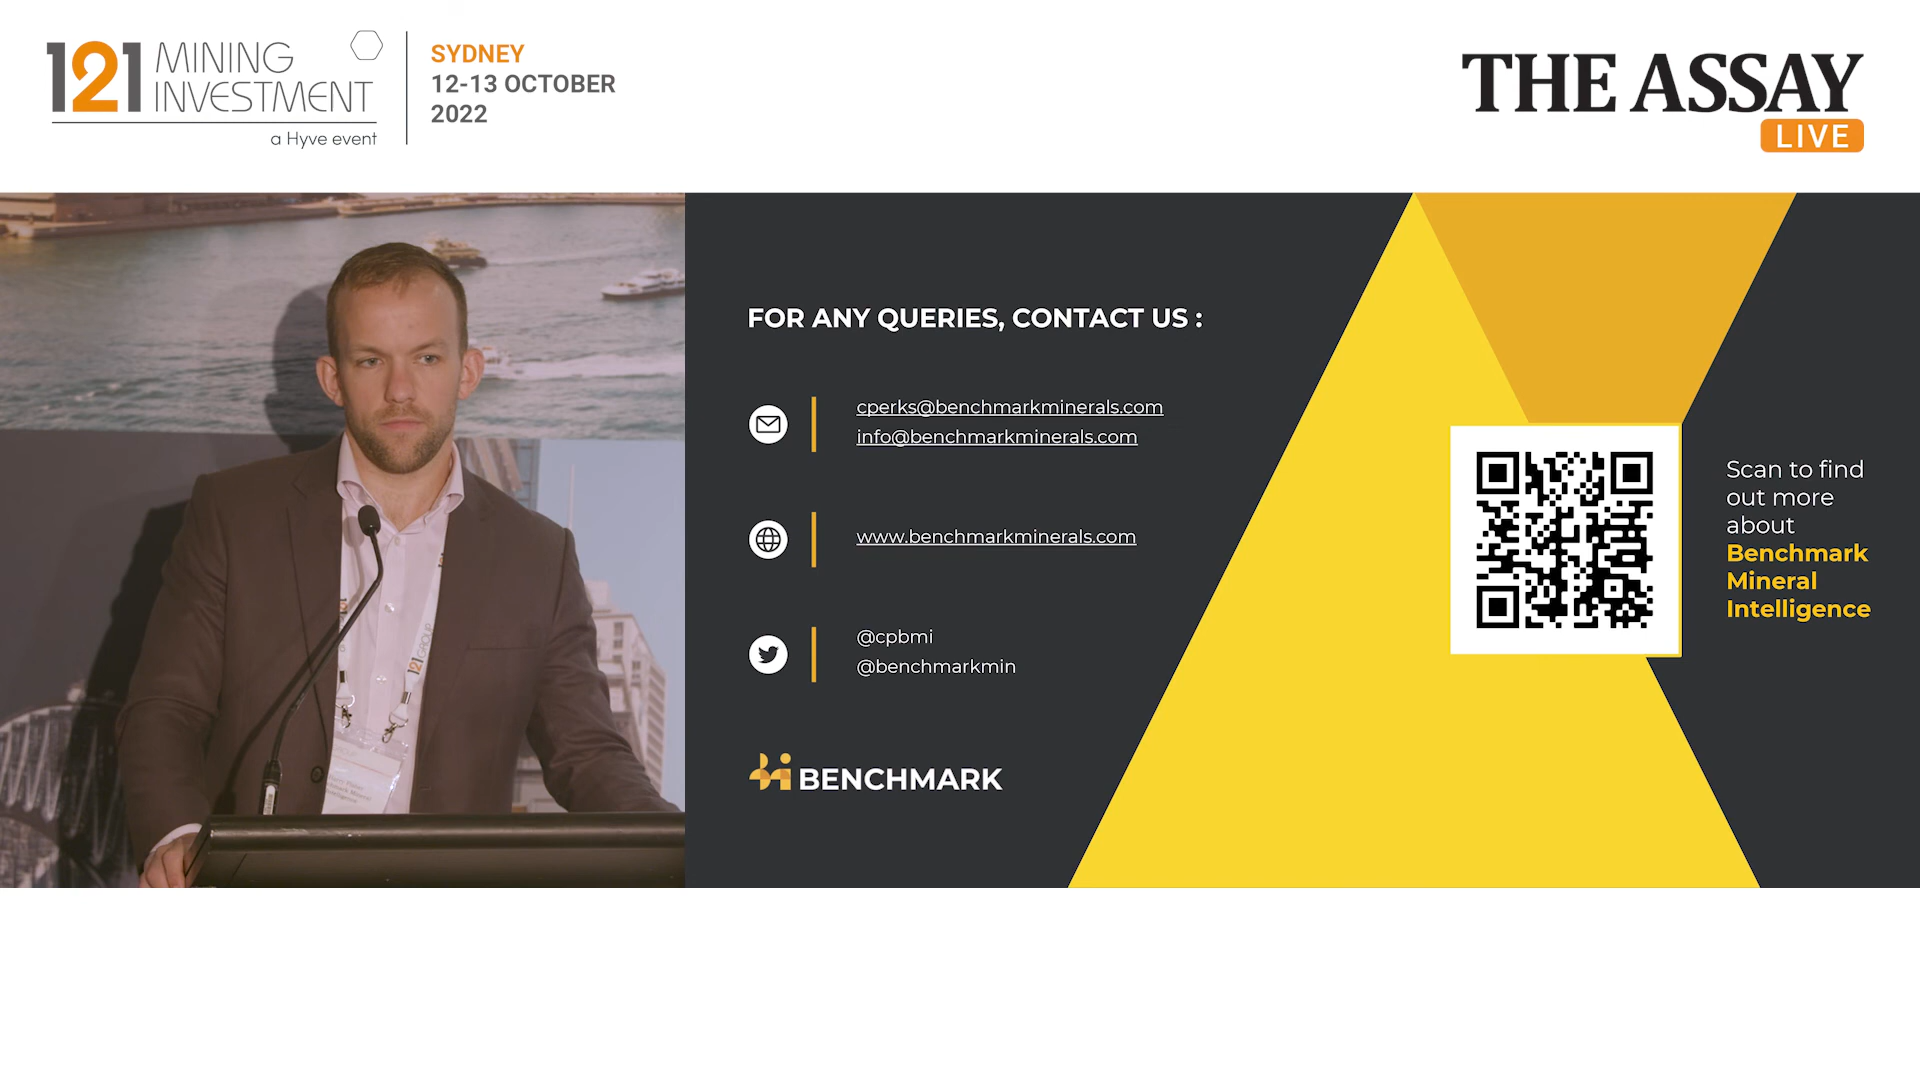 121 MINING
INVESTMENT
a Hyve event
SYDNEY
12-13 OCTOBER
2022
THE ASSAY
LIVE
FOR ANY QUERIES, CONTACT US :
cperks@benchmarkminerals.com
info@benchmarkminerals.com
www.benchmarkminerals.com
@cpbmi
@benchmarkmin
BENCHMARK
Scan to find
out more
about
Benchmark
Mineral
Intelligence
121 GROUP